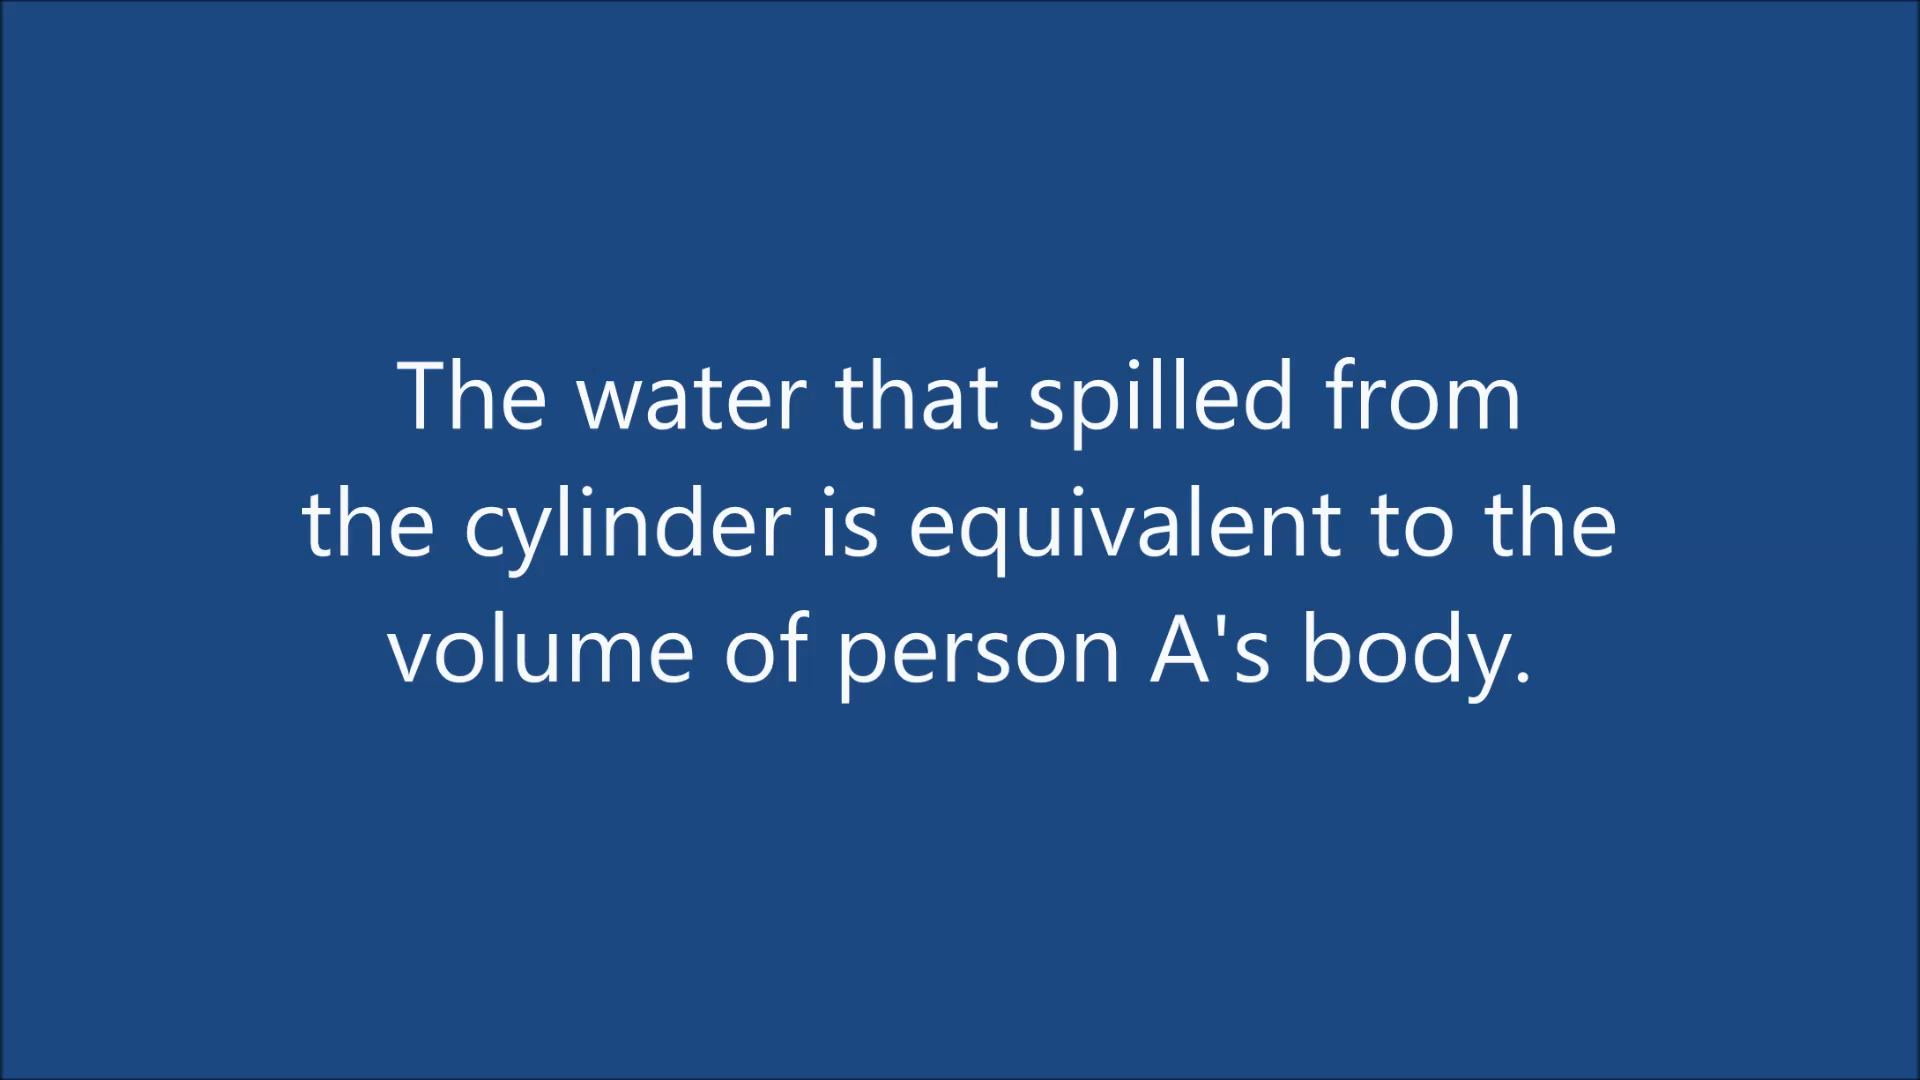 The water that spilled from
the cylinder is equivalent to the
volume of person A's body.